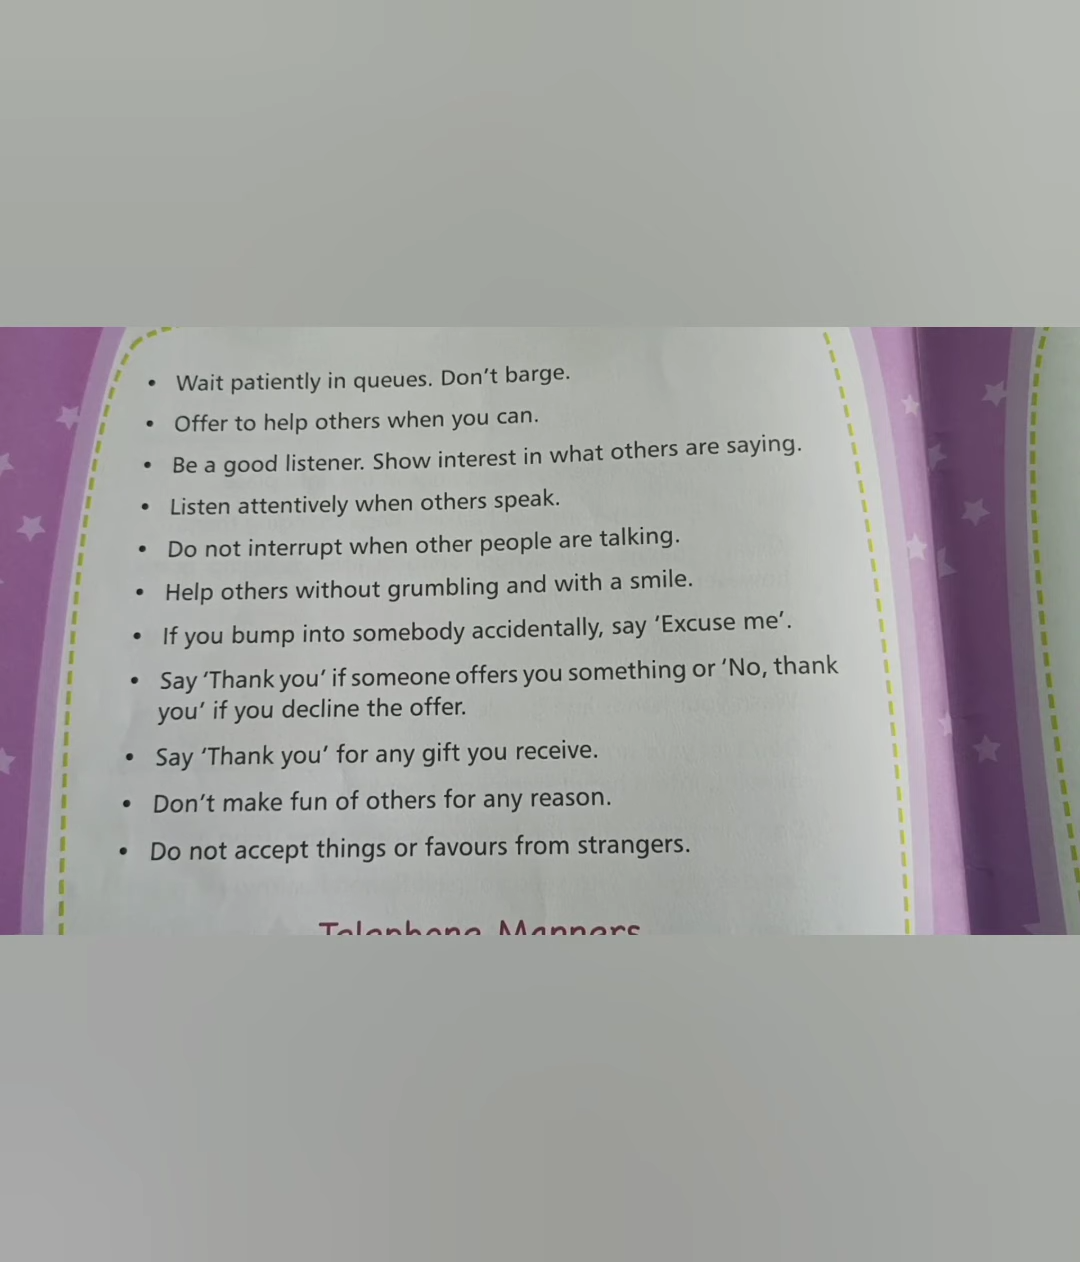 • Wait patiently in queues. Don't barge.
• Offer to help others when you can.
• Be a good listener. Show interest in what others are saying.
• Listen attentively when others speak.
• Do not interrupt when other people are talking.
• Help others without grumbling and with a smile.
• If you bump into somebody accidentally, say ‘Excuse me’.
• Say ‘Thank you’ if someone offers you something or ‘No, thank
you’ if you decline the offer.
• Say ‘Thank you’ for any gift you receive.
• Don't make fun of others for any reason.
• Do not accept things or favours from strangers.
Telephone Manners